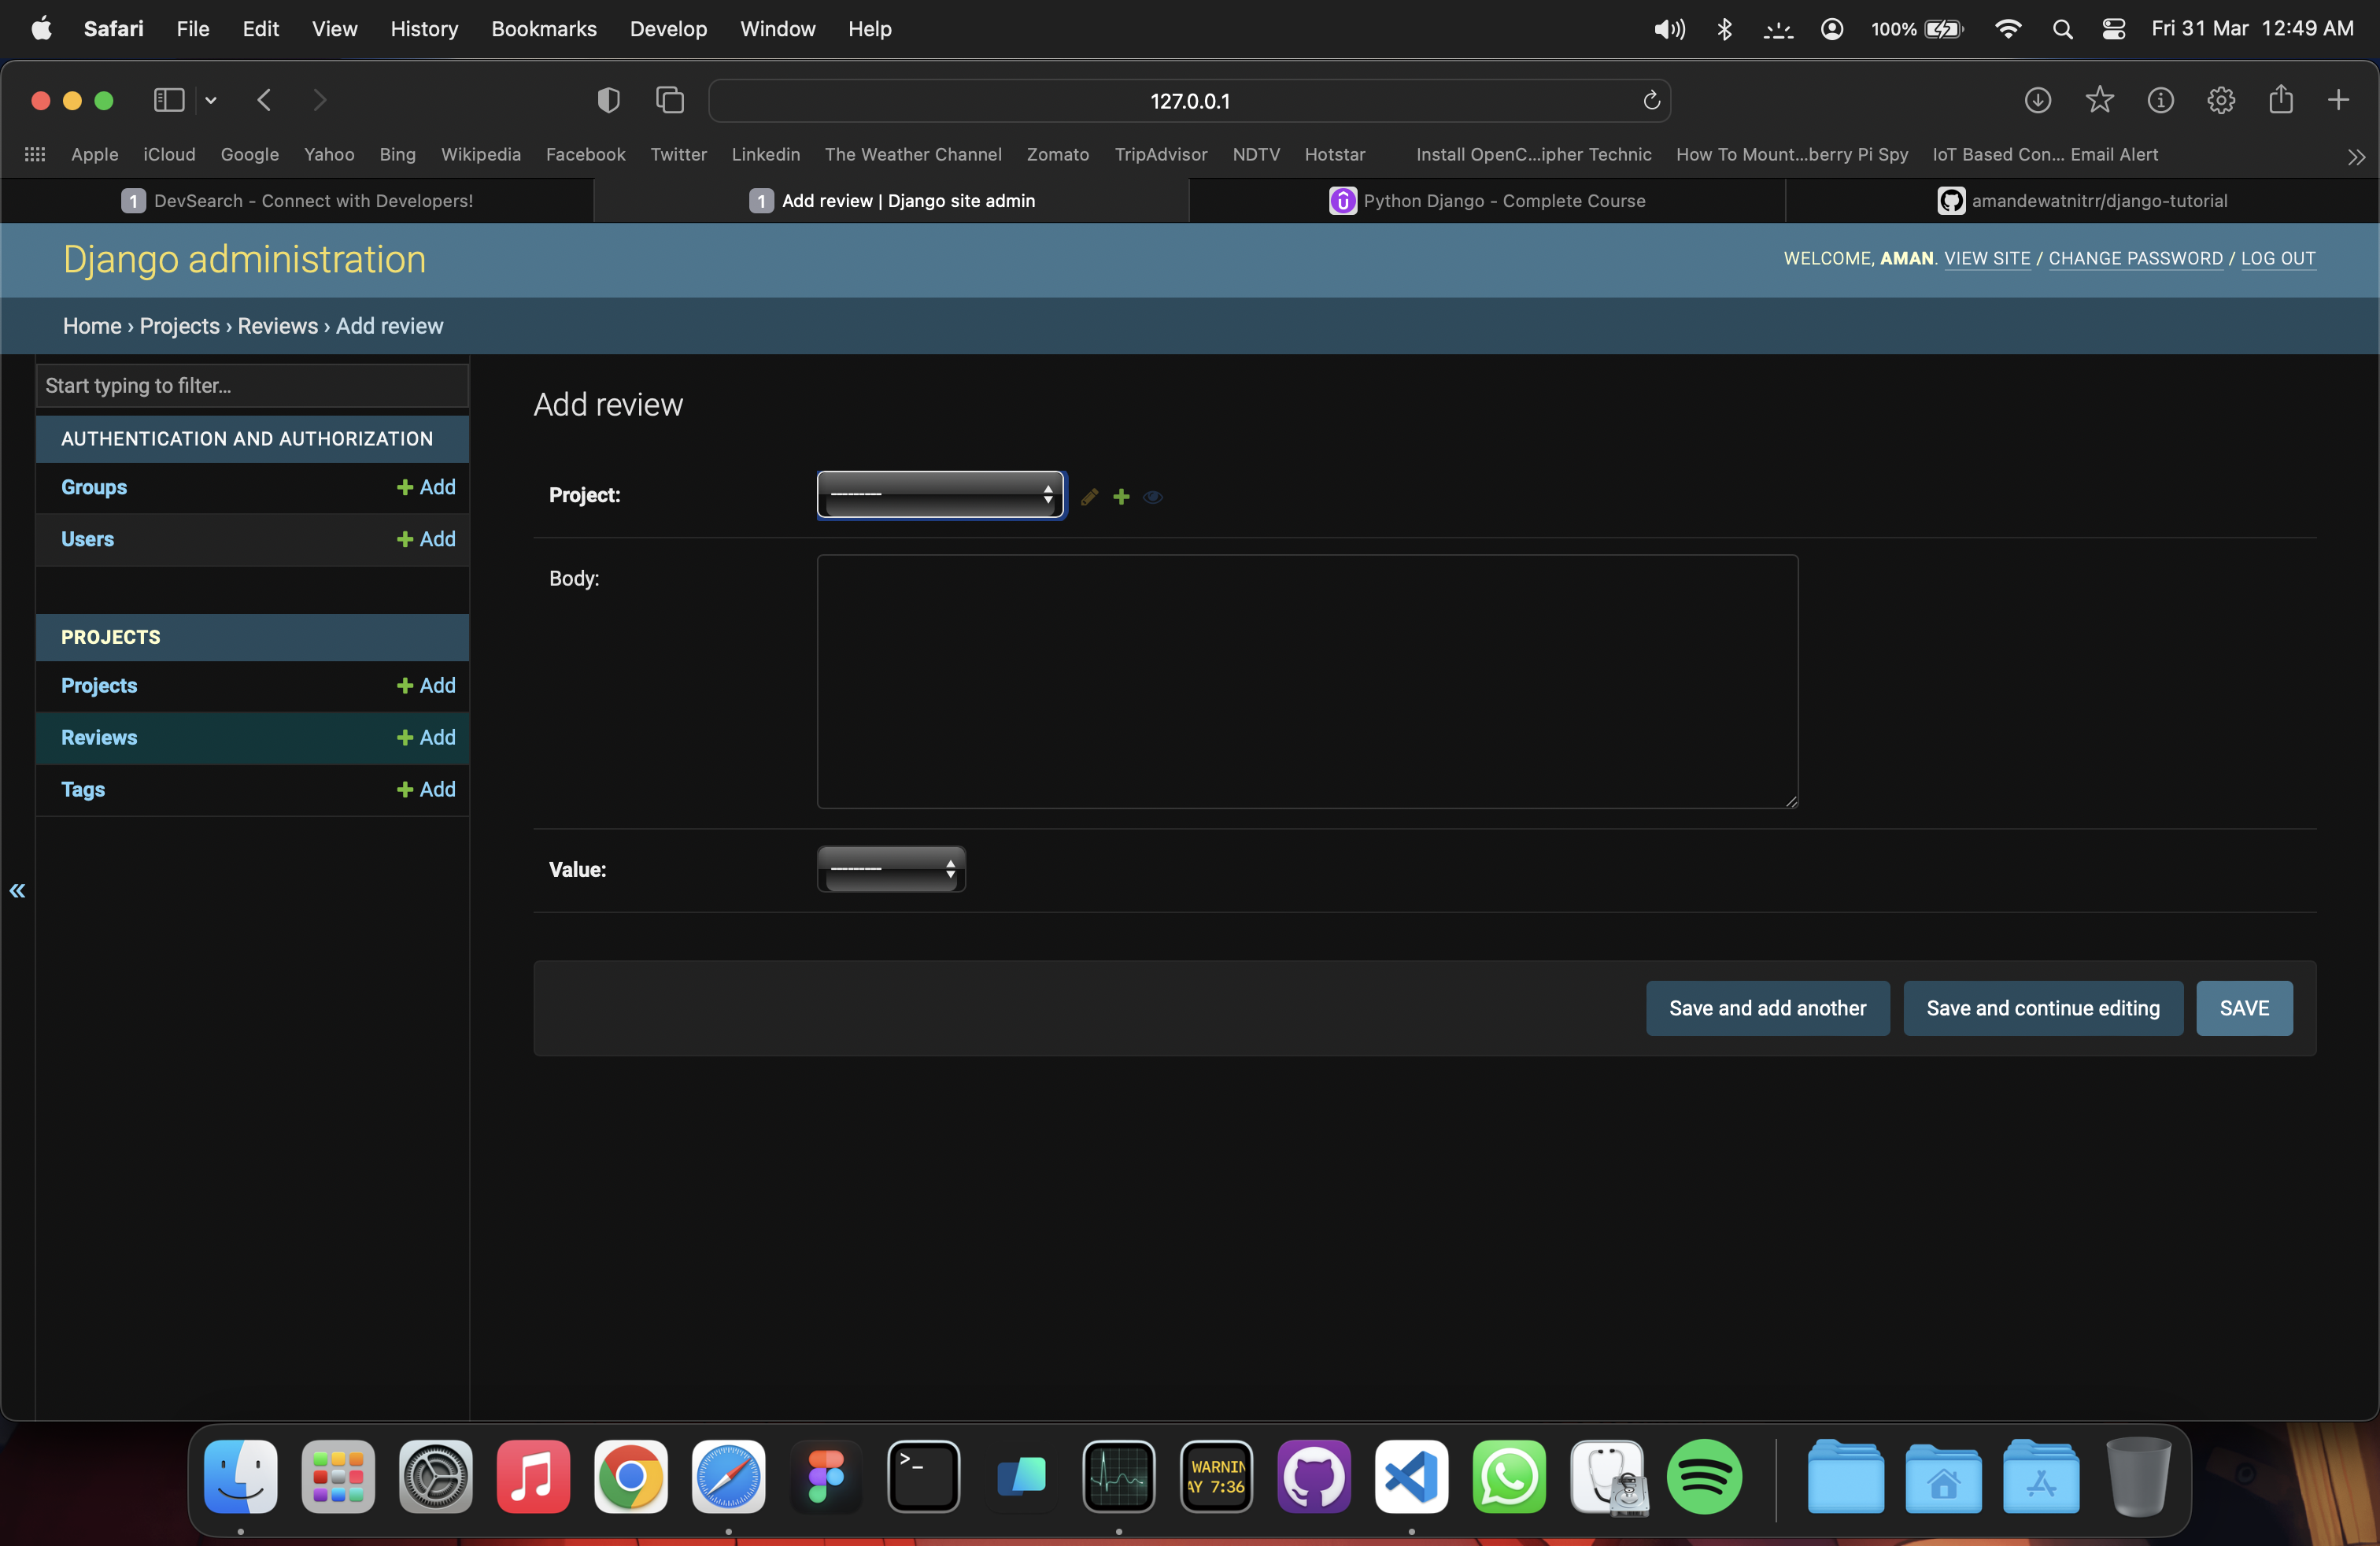 Safari File Edit View History Bookmarks Develop Window Help 100% Fri 31 Mar 12:49 AM
127.0.0.1
Apple iCloud Google Yahoo Bing Wikipedia Facebook Twitter Linkedin The Weather Channel Zomato TripAdvisor NDTV Hotstar Install OpenC...ipher Technic How To Mount...berry Pi Spy IoT Based Con... Email Alert
1 DevSearch - Connect with Developers! 1 Add review | Django site admin Python Django - Complete Course amandewatnitrr/django-tutorial
Django administration WELCOME, AMAN. VIEW SITE / CHANGE PASSWORD / LOG OUT
Home › Projects › Reviews › Add review
Start typing to filter...
AUTHENTICATION AND AUTHORIZATION
Groups + Add
Users + Add
PROJECTS
Projects + Add
Reviews + Add
Tags + Add
«
Add review
Project: ---------
Body:
Value: ---------
Save and add another Save and continue editing SAVE
>_
WARNIN
AY 7:36